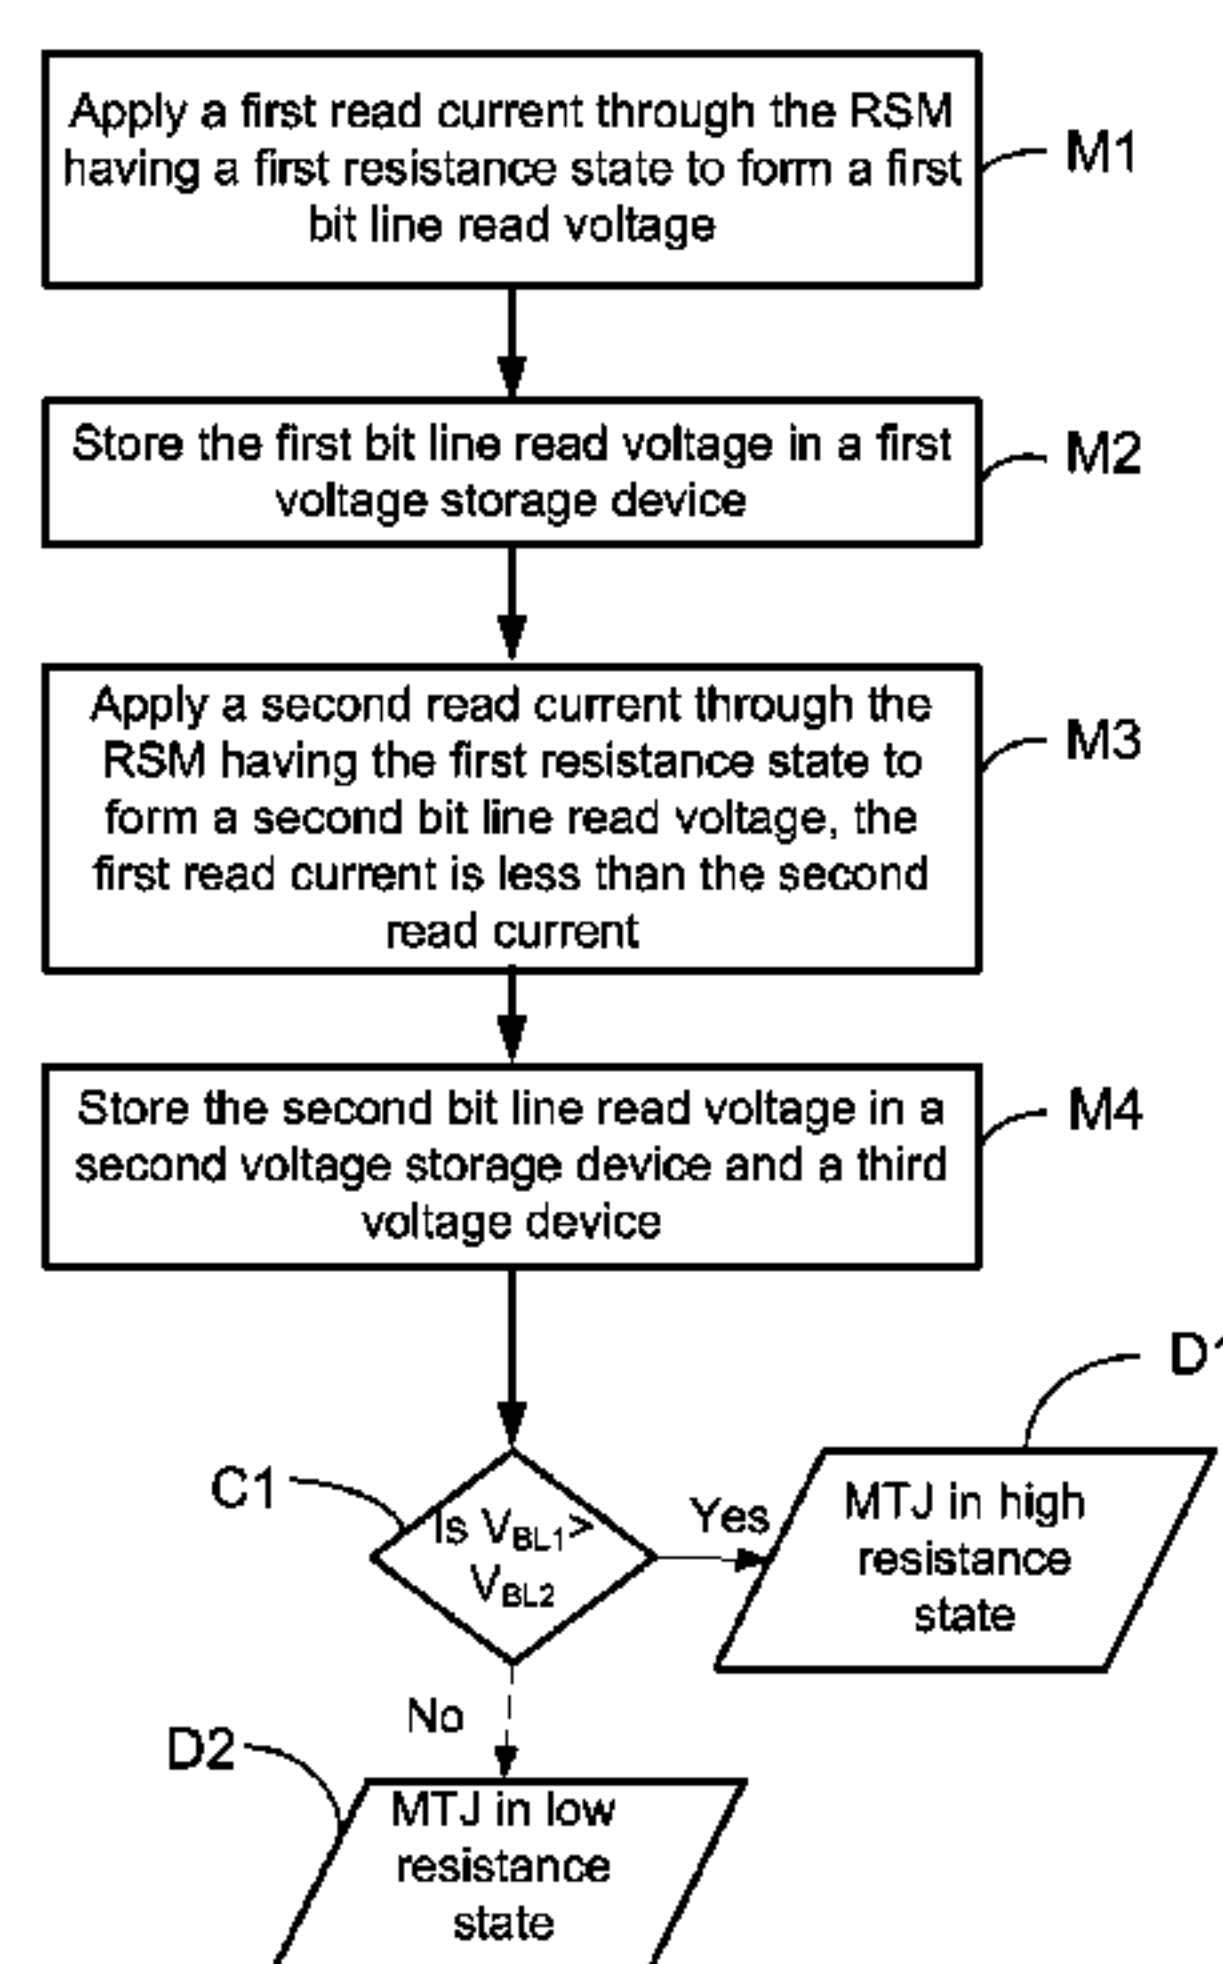 Apply a first read current through the RSM
having a first resistance state to form a first
bit line read voltage
M1
Store the first bit line read voltage in a first
voltage storage device
M2
Apply a second read current through the
RSM having the first resistance state to
form a second bit line read voltage, the
first read current is less than the second
read current
M3
Store the second bit line read voltage in a
second voltage storage device and a third
voltage device
M4
D1
C1
Is VBL1>
VBL2
Yes
MTJ in high
resistance
state
No
D2
MTJ in low
resistance
state